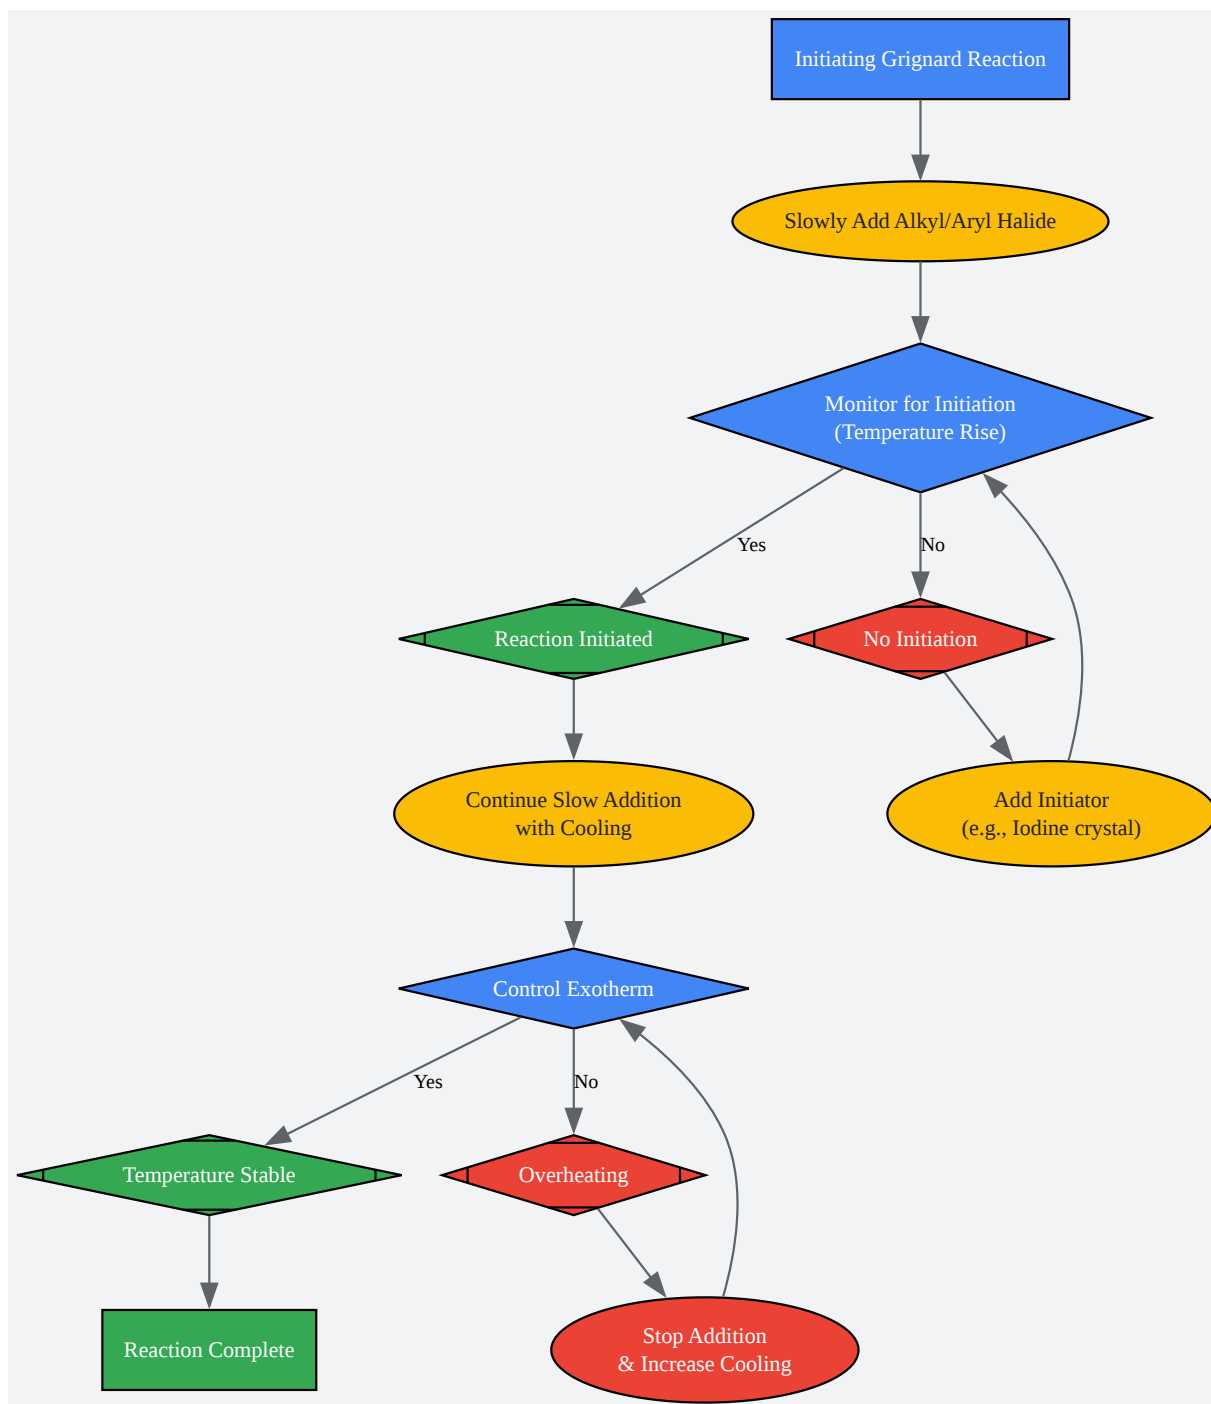 Initiating Grignard Reaction
Slowly Add Alkyl/Aryl Halide
Monitor for Initiation
(Temperature Rise)
Yes
No
Reaction Initiated
No Initiation
Continue Slow Addition
with Cooling
Add Initiator
(e.g., Iodine crystal)
Control Exotherm
Yes
No
Temperature Stable
Overheating
Reaction Complete
Stop Addition
& Increase Cooling